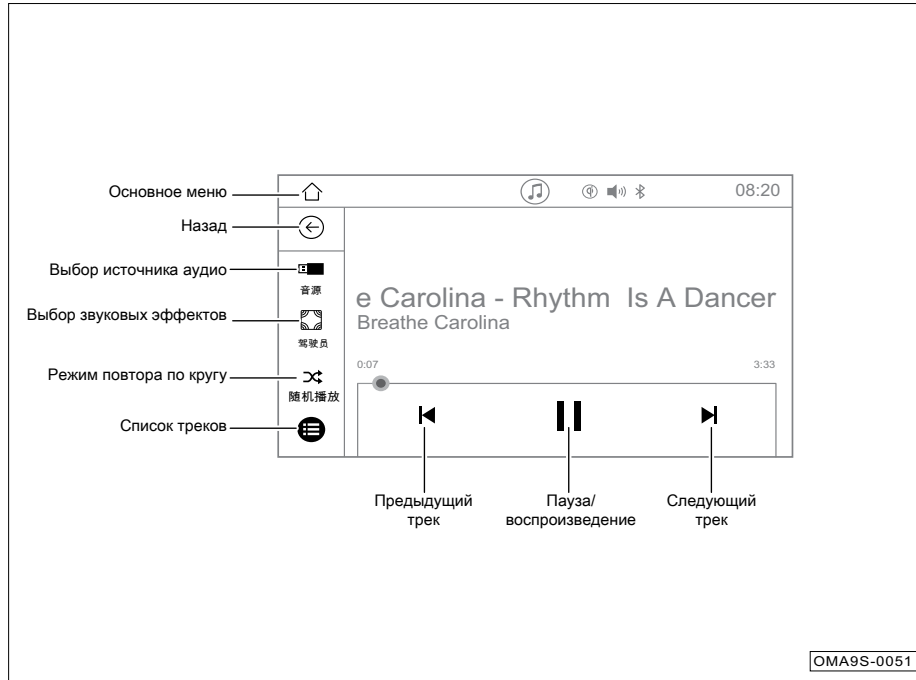 Основное меню
08:20
Назад
Выбор источника аудио
音源
e Carolina - Rhythm Is A Dancer
Breathe Carolina
Выбор звуковых эффектов
驾驶员
0:07
3:33
Режим повтора по кругу
随机播放
Список треков
Предыдущий
трек
Пауза/
воспроизведение
Следующий
трек
OMA9S-0051